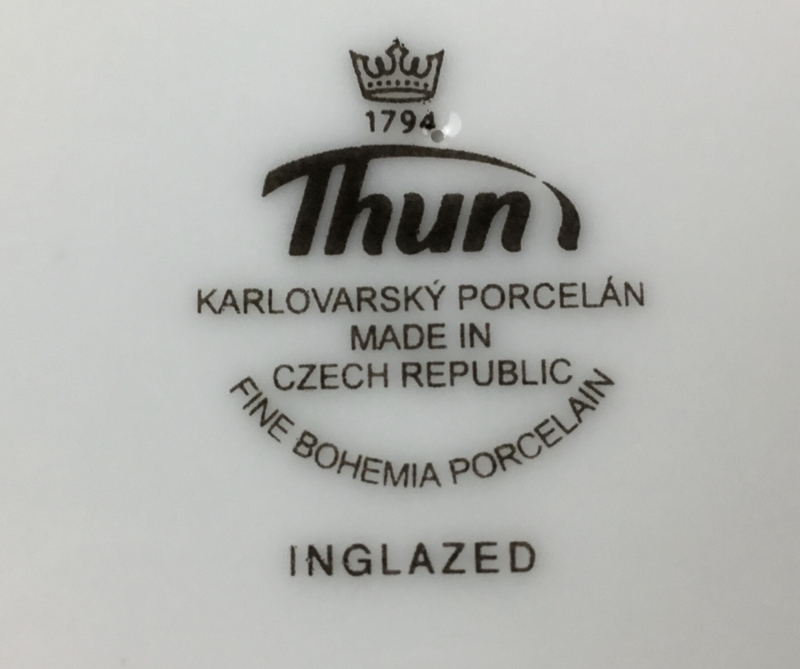 1794
Thun
KARLOVARSKÝ PORCELÁN
MADE IN
CZECH REPUBLIC
FINE BOHEMIA PORCELAIN
INGLAZED